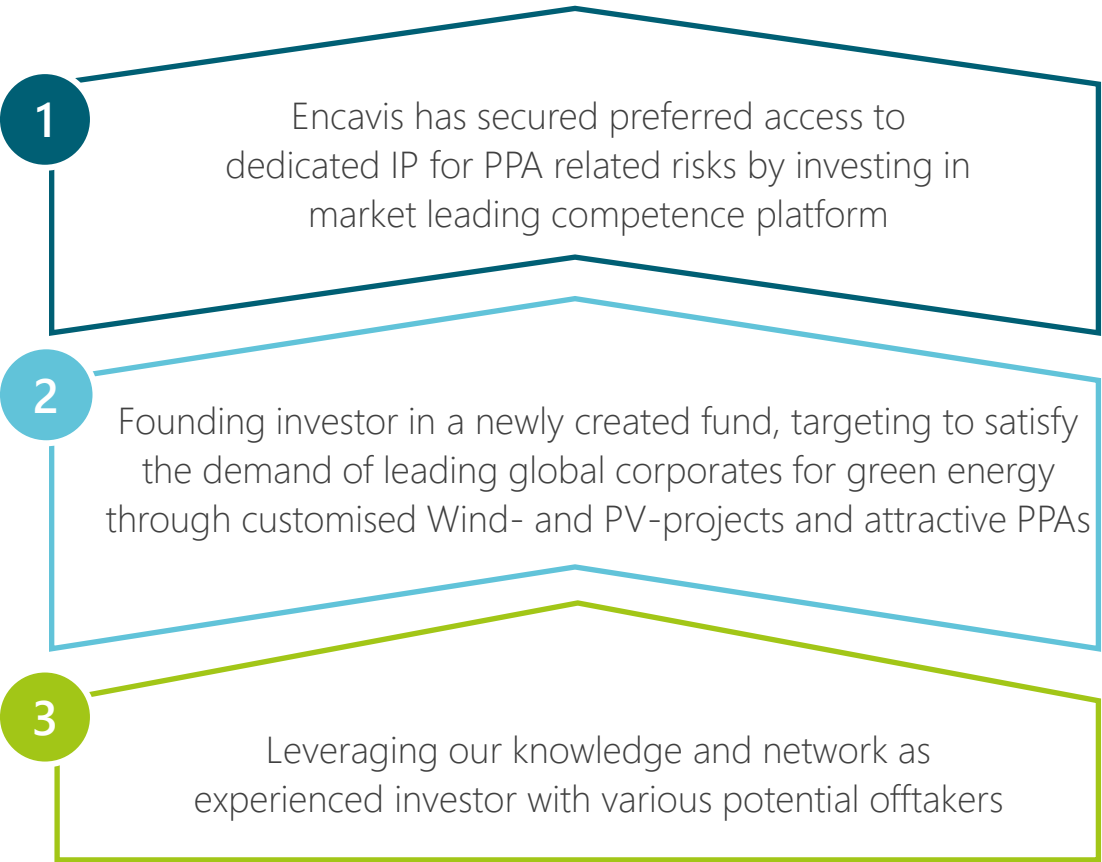 1
Encavis has secured preferred access to
dedicated IP for PPA related risks by investing in
market leading competence platform
2
Founding investor in a newly created fund, targeting to satisfy
the demand of leading global corporates for green energy
through customised Wind- and PV-projects and attractive PPAs
3
Leveraging our knowledge and network as
experienced investor with various potential offtakers